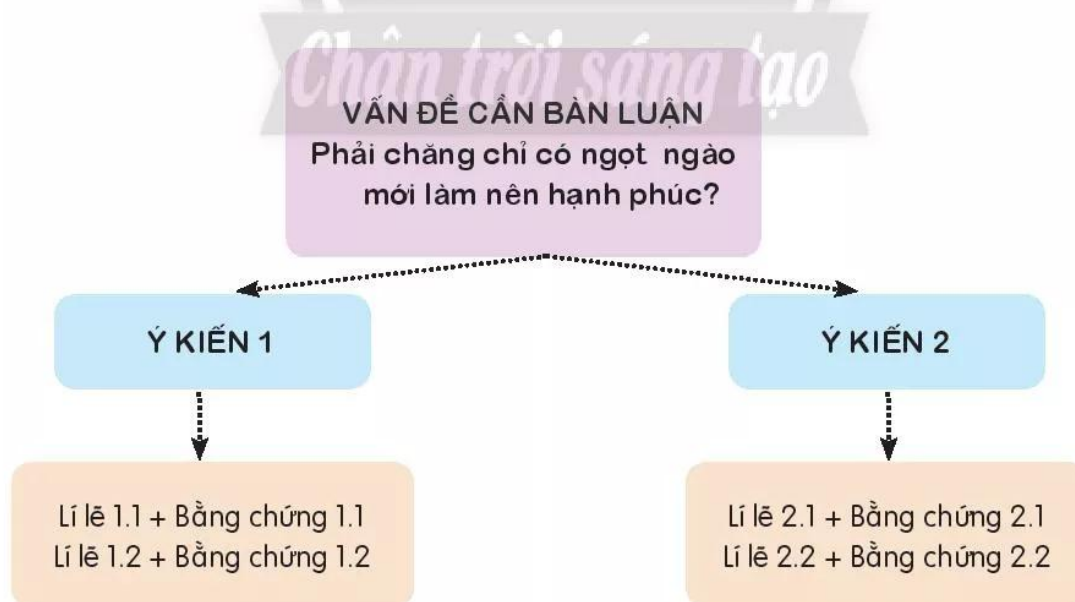 Chân trời sáng tạo
VẤN ĐỀ CẦN BÀN LUẬN
Phải chăng chỉ có ngọt ngào
mới làm nên hạnh phúc?
Ý KIẾN 1
Ý KIẾN 2
Lí lẽ 1.1 + Bằng chứng 1.1
Lí lẽ 1.2 + Bằng chứng 1.2
Lí lẽ 2.1 + Bằng chứng 2.1
Lí lẽ 2.2 + Bằng chứng 2.2